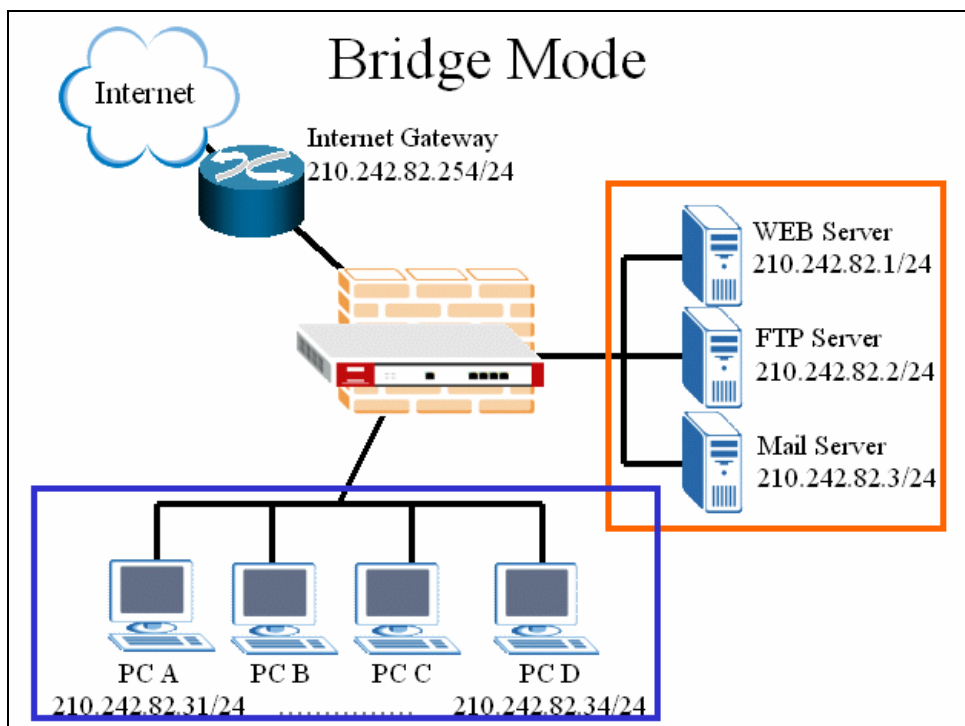 Bridge Mode
Internet
Internet Gateway
210.242.82.254/24
WEB Server
210.242.82.1/24
FTP Server
210.242.82.2/24
Mail Server
210.242.82.3/24
PC A
PC B
PC C
PC D
210.242.82.31/24 ................ 210.242.82.34/24